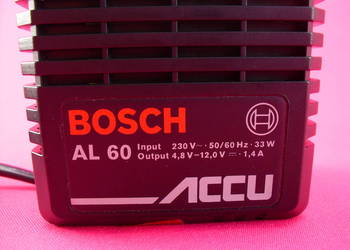 BOSCH
AL 60 Input 230 V~ · 50/60 Hz · 33 W
Output 4,8 V–12,0 V ⎓ · 1,4 A
ACCU